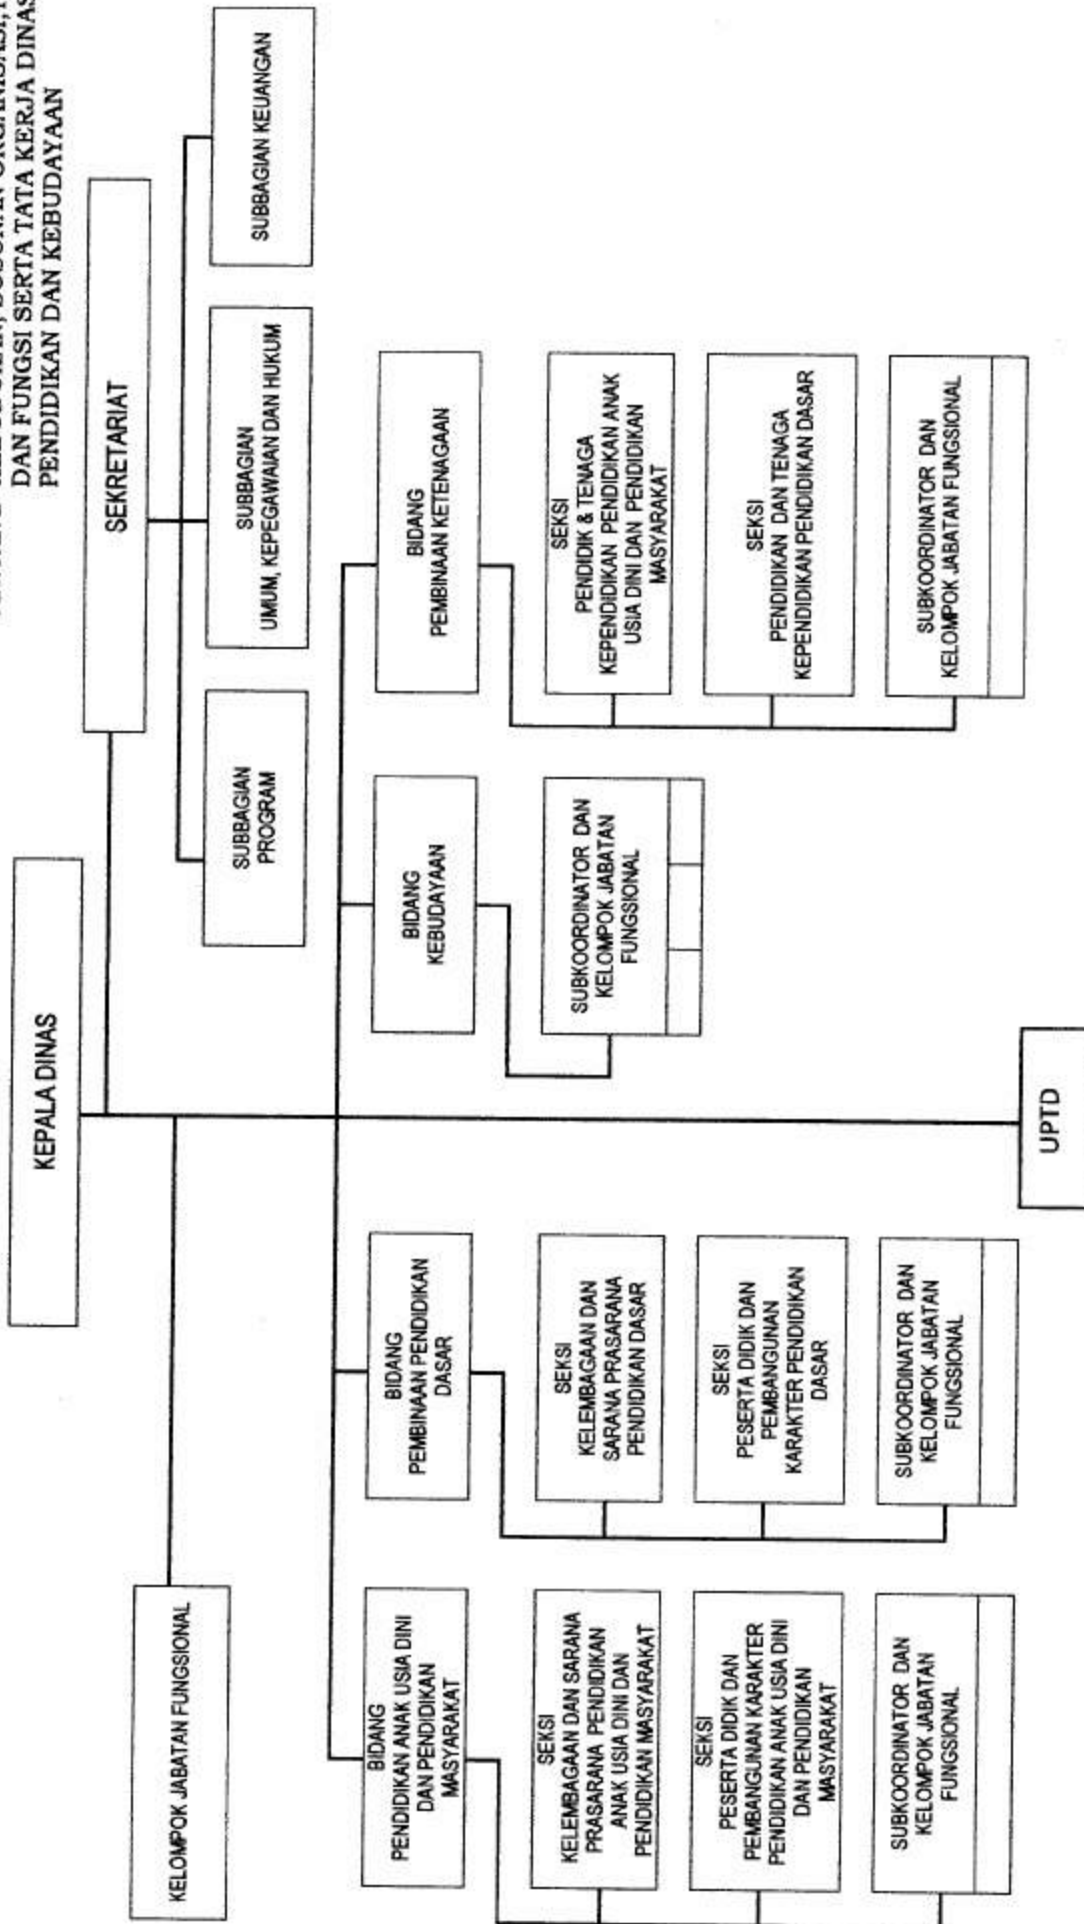 DAN FUNGSI SERTA TATA KERJA DINAS
PENDIDIKAN DAN KEBUDAYAAN
KEPALA DINAS
SEKRETARIAT
KELOMPOK JABATAN FUNGSIONAL
SUBBAGIAN
PROGRAM
SUBBAGIAN
UMUM, KEPEGAWAIAN DAN HUKUM
SUBBAGIAN KEUANGAN
BIDANG
PENDIDIKAN ANAK USIA DINI
DAN PENDIDIKAN
MASYARAKAT
BIDANG
PEMBINAAN PENDIDIKAN
DASAR
BIDANG
KEBUDAYAAN
BIDANG
PEMBINAAN KETENAGAAN
SEKSI
KELEMBAGAAN DAN SARANA
PRASARANA PENDIDIKAN
ANAK USIA DINI DAN
PENDIDIKAN MASYARAKAT
SEKSI
KELEMBAGAAN DAN
SARANA PRASARANA
PENDIDIKAN DASAR
SUBKOORDINATOR DAN
KELOMPOK JABATAN
FUNGSIONAL
SEKSI
PENDIDIK & TENAGA
KEPENDIDIKAN PENDIDIKAN ANAK
USIA DINI DAN PENDIDIKAN
MASYARAKAT
SEKSI
PESERTA DIDIK DAN
PEMBANGUNAN KARAKTER
PENDIDIKAN ANAK USIA DINI
DAN PENDIDIKAN
MASYARAKAT
SEKSI
PESERTA DIDIK DAN
PEMBANGUNAN
KARAKTER PENDIDIKAN
DASAR
SEKSI
PENDIDIKAN DAN TENAGA
KEPENDIDIKAN PENDIDIKAN DASAR
SUBKOORDINATOR DAN
KELOMPOK JABATAN
FUNGSIONAL
SUBKOORDINATOR DAN
KELOMPOK JABATAN
FUNGSIONAL
SUBKOORDINATOR DAN
KELOMPOK JABATAN FUNGSIONAL
UPTD